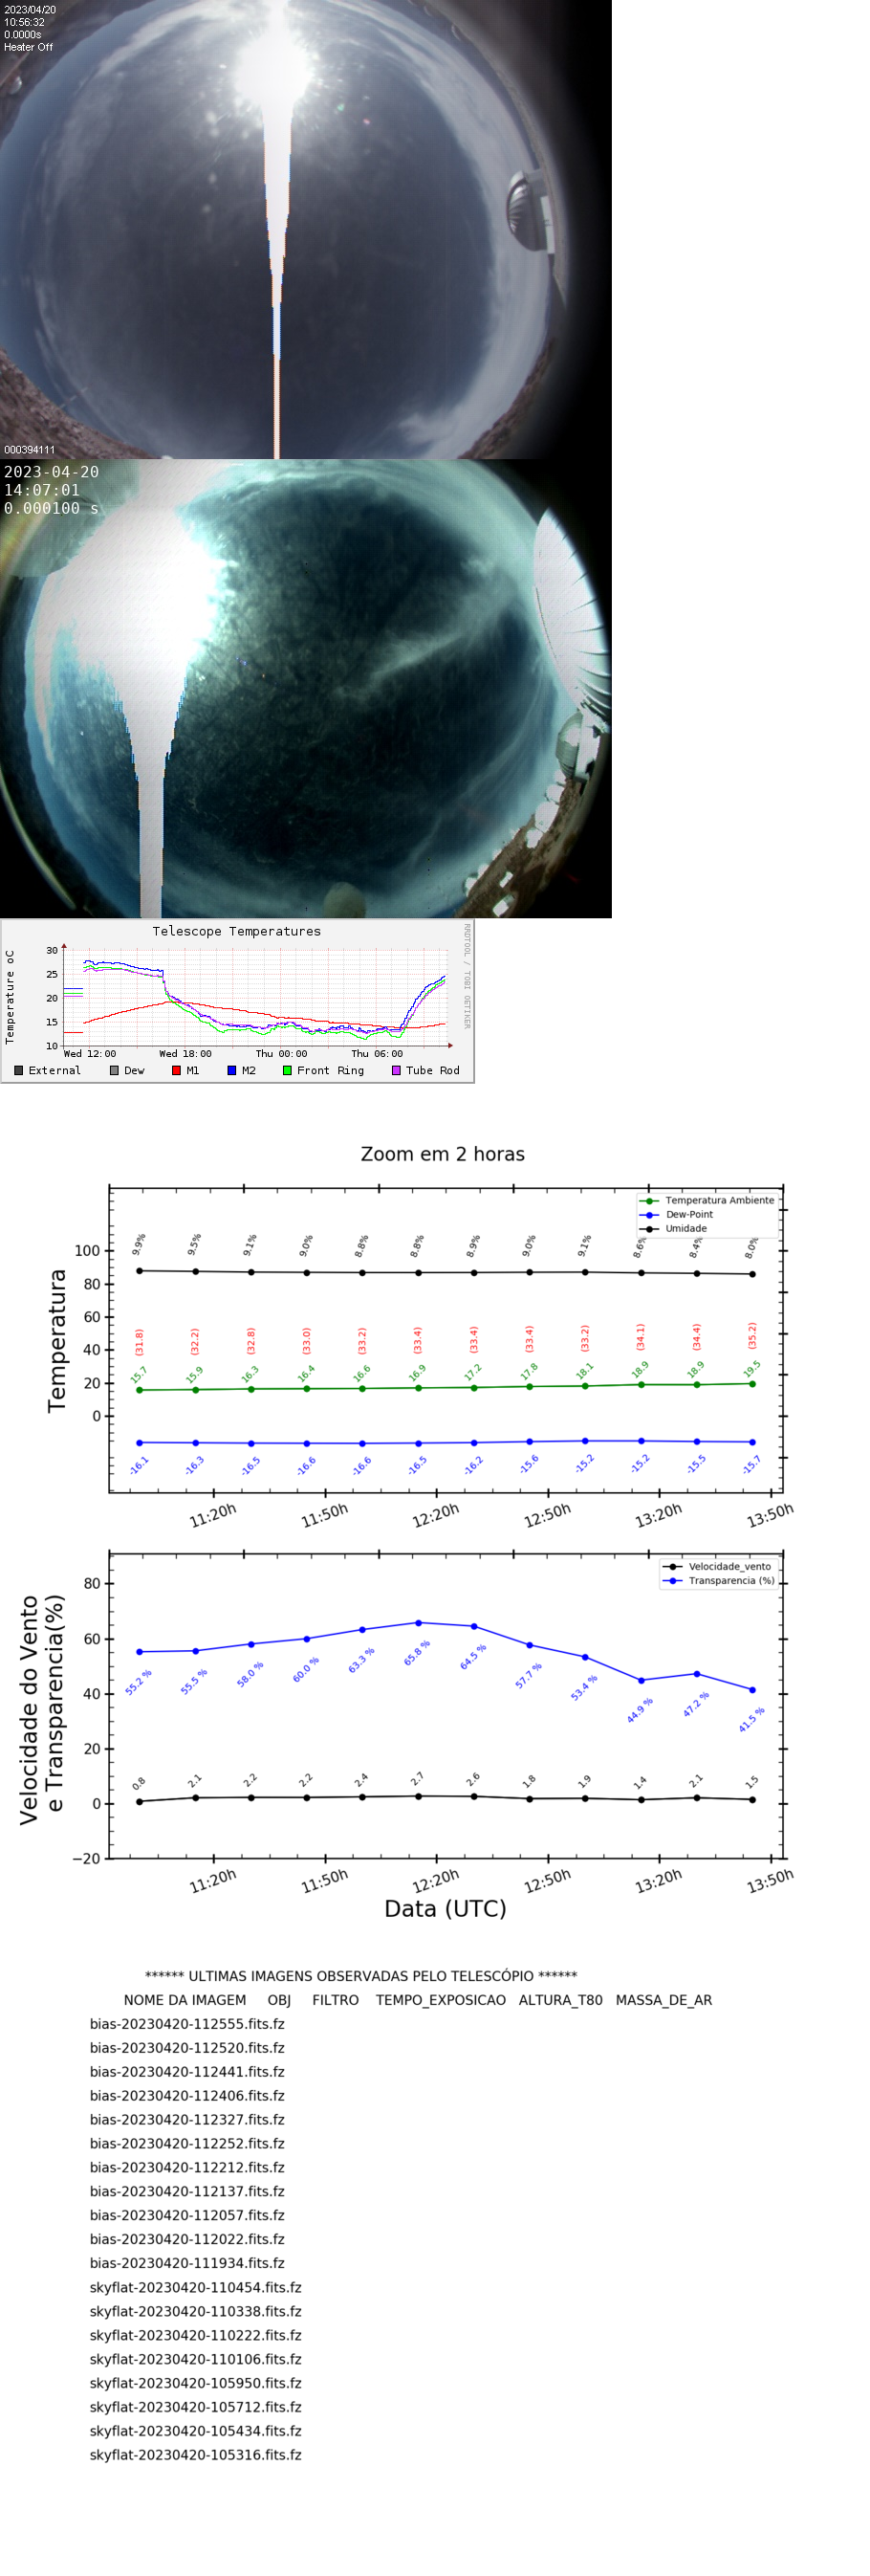 2023/04/20
10:56:32
0.0000s
Heater Off
000394111
2023-04-20
14:07:01
0.000100 s
Telescope Temperatures
RRDTOOL / TOBI OETIKER
Temperature oC
30
25
20
15
10
Wed 12:00 Wed 18:00 Thu 00:00 Thu 06:00
External Dew M1 M2 Front Ring Tube Rod
Zoom em 2 horas
Temperatura
Temperatura Ambiente
Dew-Point
Umidade
100
80
60
40
20
0
9.9% 9.5% 9.1% 9.0% 8.8% 8.8% 8.9% 9.0% 9.1% 8.6% 8.4% 8.0%
(31.8) (32.2) (32.8) (33.0) (33.2) (33.4) (33.4) (33.4) (33.2) (34.1) (34.4) (35.2)
15.7 15.9 16.3 16.4 16.6 16.9 17.2 17.8 18.1 18.9 18.9 19.5
-16.1 -16.3 -16.5 -16.6 -16.6 -16.5 -16.2 -15.6 -15.2 -15.2 -15.5 -15.7
11:20h 11:50h 12:20h 12:50h 13:20h 13:50h
Velocidade do Vento
e Transparencia(%)
Velocidade_vento
Transparencia (%)
80
60
40
20
0
−20
55.2 % 55.5 % 58.0 % 60.0 % 63.3 % 65.8 % 64.5 % 57.7 % 53.4 % 44.9 % 47.2 % 41.5 %
0.8 2.1 2.2 2.2 2.4 2.7 2.6 1.8 1.9 1.4 2.1 1.5
11:20h 11:50h 12:20h 12:50h 13:20h 13:50h
Data (UTC)
****** ULTIMAS IMAGENS OBSERVADAS PELO TELESCÓPIO ******
NOME DA IMAGEM OBJ FILTRO TEMPO_EXPOSICAO ALTURA_T80 MASSA_DE_AR
bias-20230420-112555.fits.fz
bias-20230420-112520.fits.fz
bias-20230420-112441.fits.fz
bias-20230420-112406.fits.fz
bias-20230420-112327.fits.fz
bias-20230420-112252.fits.fz
bias-20230420-112212.fits.fz
bias-20230420-112137.fits.fz
bias-20230420-112057.fits.fz
bias-20230420-112022.fits.fz
bias-20230420-111934.fits.fz
skyflat-20230420-110454.fits.fz
skyflat-20230420-110338.fits.fz
skyflat-20230420-110222.fits.fz
skyflat-20230420-110106.fits.fz
skyflat-20230420-105950.fits.fz
skyflat-20230420-105712.fits.fz
skyflat-20230420-105434.fits.fz
skyflat-20230420-105316.fits.fz